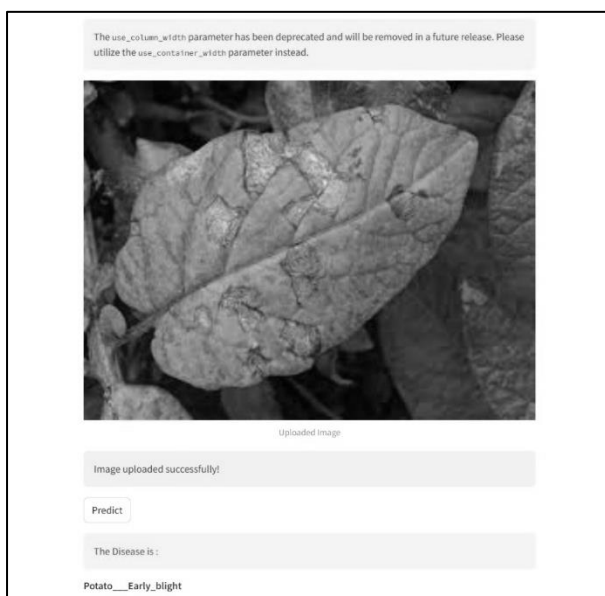 The use_column_width parameter has been deprecated and will be removed in a future release. Please
utilize the use_container_width parameter instead.
Uploaded Image
Image uploaded successfully!
Predict
The Disease is :
Potato___Early_blight